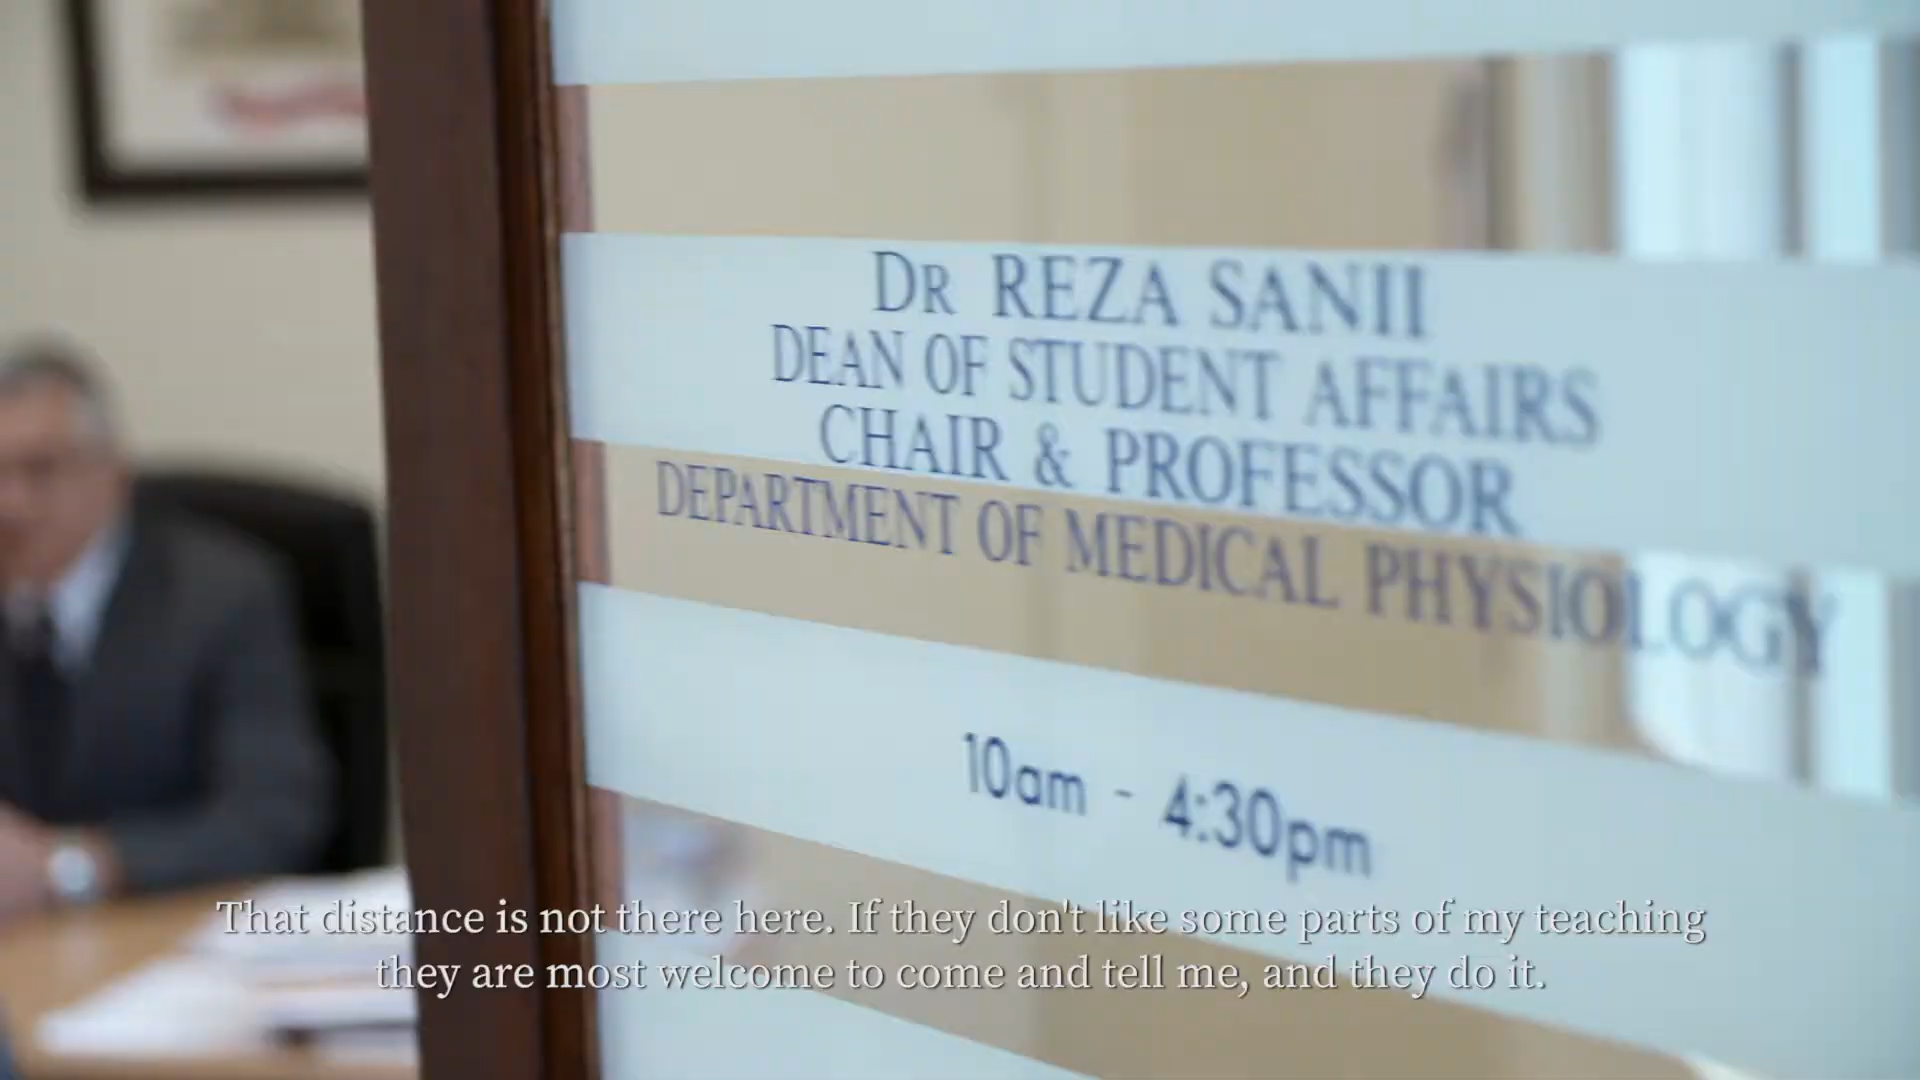 DR REZA SANII
DEAN OF STUDENT AFFAIRS
CHAIR & PROFESSOR
DEPARTMENT OF MEDICAL PHYSIOLOGY
10am - 4:30pm
That distance is not there here. If they don't like some parts of my teaching
they are most welcome to come and tell me, and they do it.